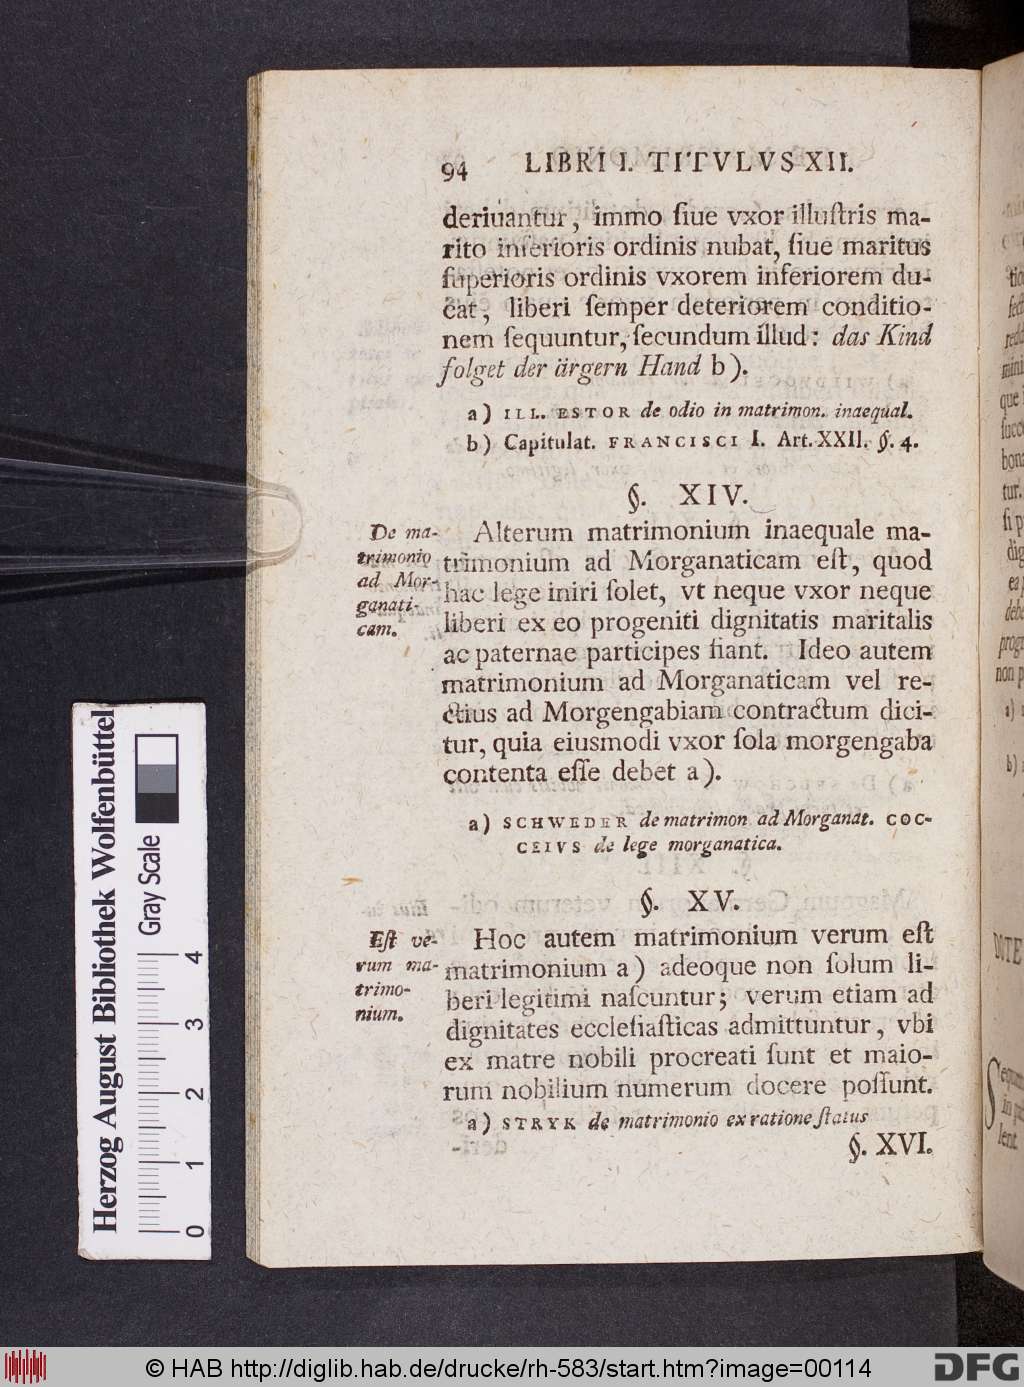 94 LIBRI I. TITVLVS XII.
deriuantur, immo ſiue vxor illuſtris ma-
rito inferioris ordinis nubat, ſiue maritus
ſuperioris ordinis vxorem inferiorem du-
cat, liberi ſemper deteriorem conditio-
nem ſequuntur, ſecundum illud: das Kind
folget der ärgern Hand b).
a) ILL. ESTOR de odio in matrimon. inaequal.
b) Capitulat. FRANCISCI I. Art. XXII. §. 4.
§. XIV.
De ma-
trimonio
ad Mor-
ganati-
cam.
Alterum matrimonium inaequale ma-
trimonium ad Morganaticam eſt, quod
hac lege iniri ſolet, vt neque vxor neque
liberi ex eo progeniti dignitatis maritalis
ac paternae participes fiant. Ideo autem
matrimonium ad Morganaticam vel re-
ctius ad Morgengabiam contractum dici-
tur, quia eiusmodi vxor ſola morgengaba
contenta eſſe debet a).
a) SCHWEDER de matrimon. ad Morganat. COC-
CEIVS de lege morganatica.
§. XV.
Eſt ve-
rum ma-
trimo-
nium.
Hoc autem matrimonium verum eſt
matrimonium a) adeoque non ſolum li-
beri legitimi naſcuntur; verum etiam ad
dignitates eccleſiaſticas admittuntur, vbi
ex matre nobili procreati ſunt et maio-
rum nobilium numerum docere poſſunt.
a) STRYK de matrimonio ex ratione ſtatus
§. XVI.
Herzog August Bibliothek Wolfenbüttel
Gray Scale
0 1 2 3 4
© HAB http://diglib.hab.de/drucke/rh-583/start.htm?image=00114
DFG